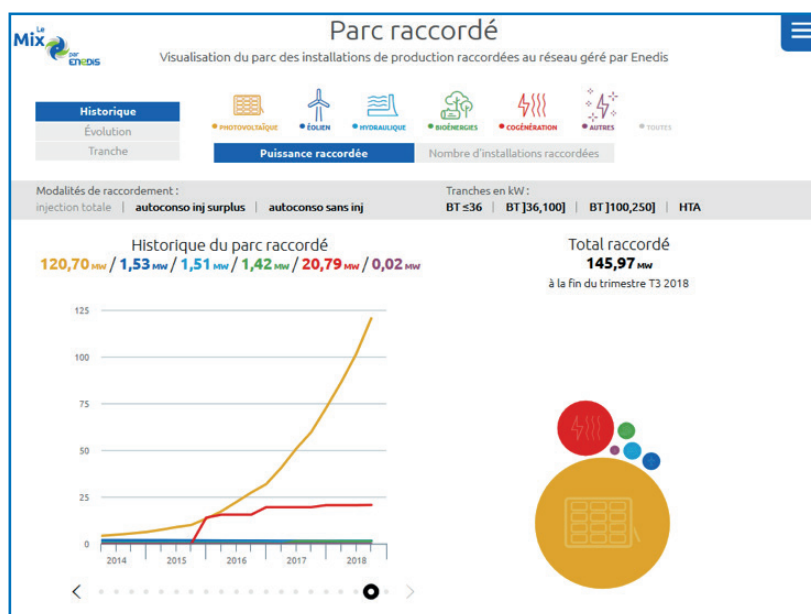 Parc raccordé
Le
Mix
par
ENEDIS
Visualisation du parc des installations de production raccordées au réseau géré par Enedis
Historique
Évolution
Tranche
PHOTOVOLTAÏQUE
ÉOLIEN
HYDRAULIQUE
BIOÉNERGIES
COGÉNÉRATION
AUTRES
TOUTES
Puissance raccordée
Nombre d'installations raccordées
Modalités de raccordement :
injection totale | autoconso inj surplus | autoconso sans inj
Tranches en kW :
BT ≤36 | BT ]36,100] | BT ]100,250] | HTA
Historique du parc raccordé
120,70 MW / 1,53 MW / 1,51 MW / 1,42 MW / 20,79 MW / 0,02 MW
Total raccordé
145,97 MW
à la fin du trimestre T3 2018
125
100
75
50
25
0
2014 2015 2016 2017 2018